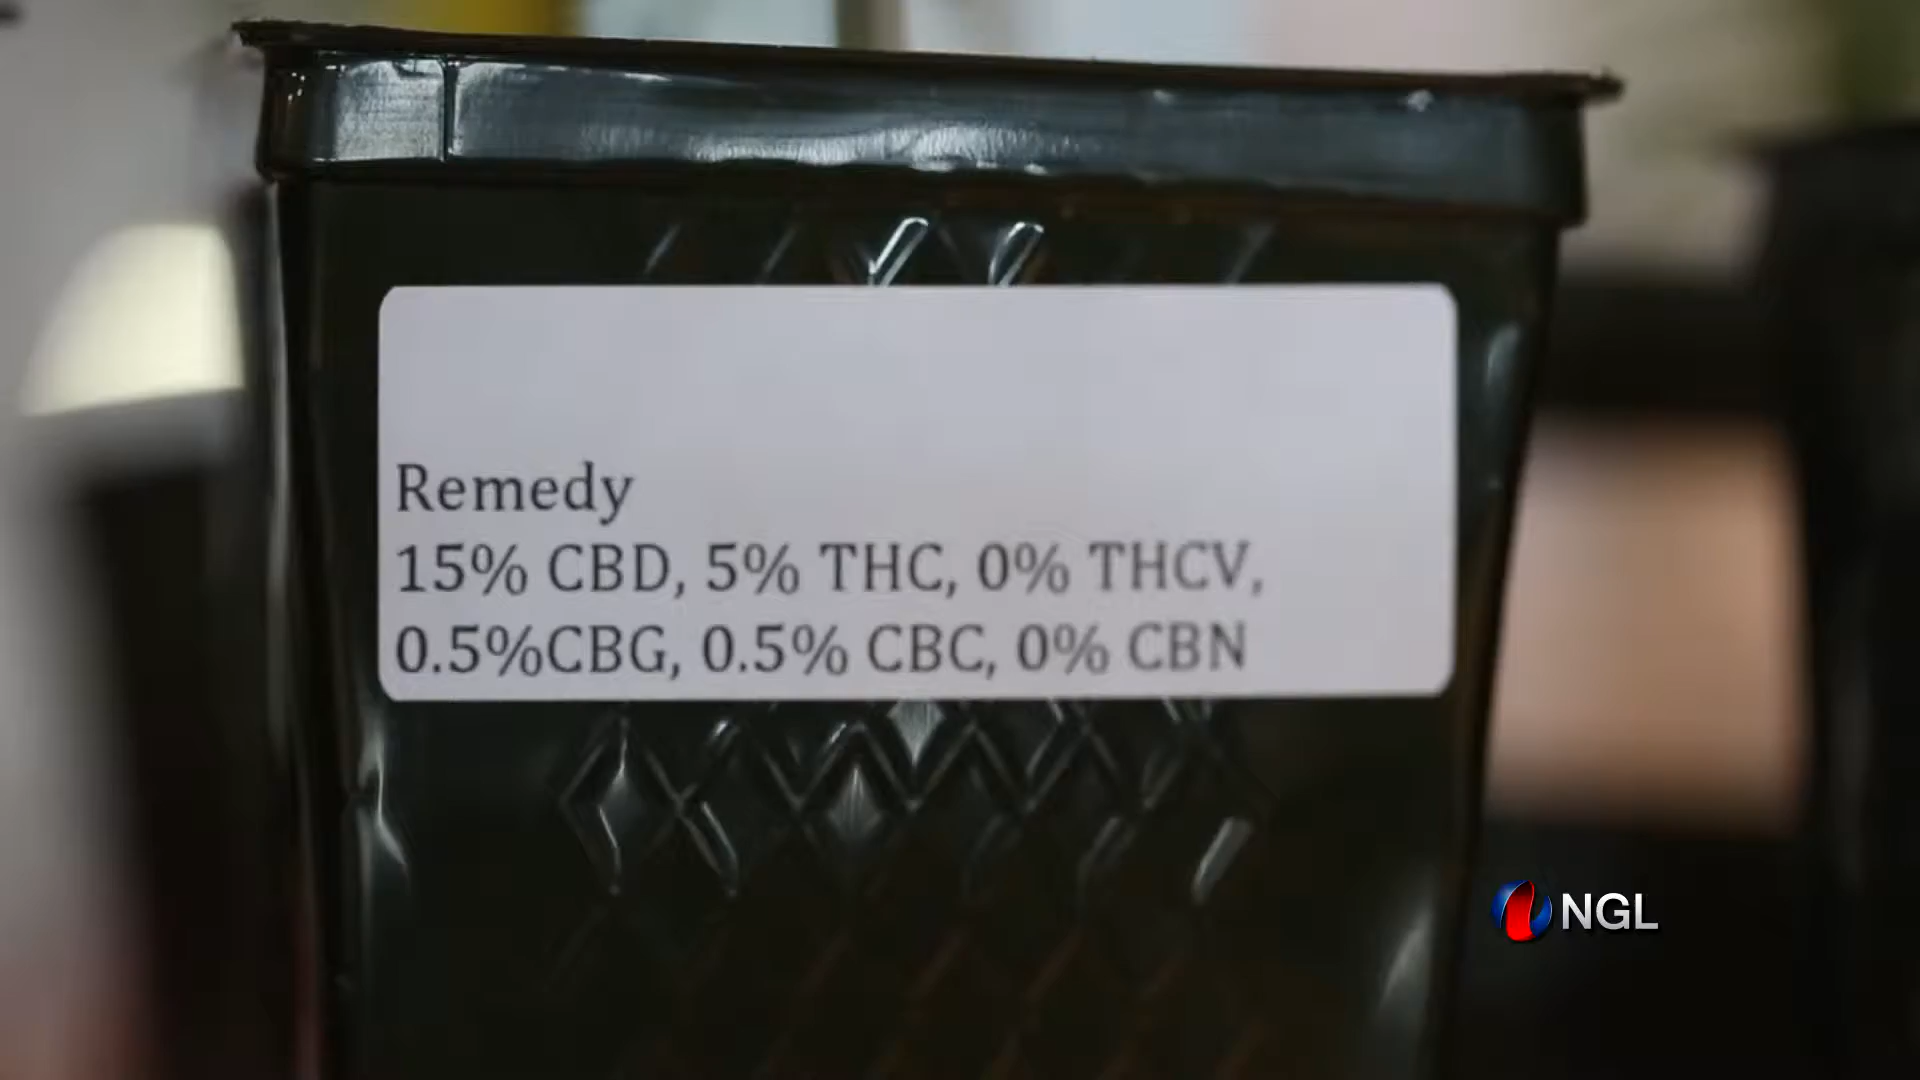 Remedy
15% CBD, 5% THC, 0% THCV,
0.5%CBG, 0.5% CBC, 0% CBN
NGL